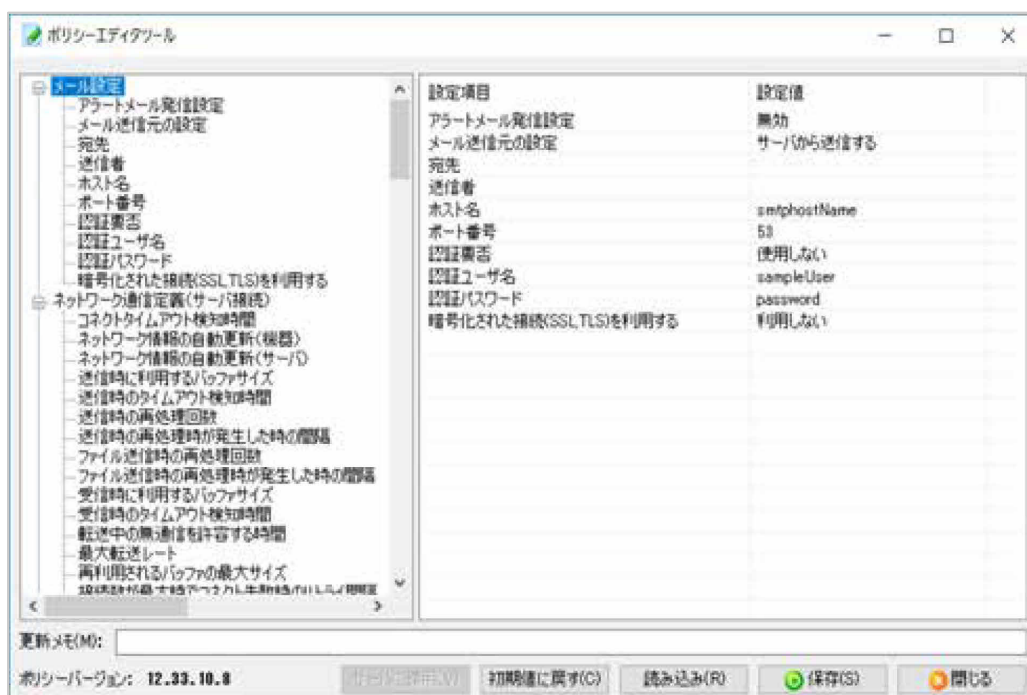 ポリシーエディタツール
メール設定
アラートメール発信設定
メール送信元の設定
宛先
送信者
ホスト名
ポート番号
認証要否
認証ユーザ名
認証パスワード
暗号化された接続(SSL,TLS)を利用する
ネットワーク通信定義(サーバ接続)
コネクトタイムアウト検知時間
ネットワーク情報の自動更新(機器)
ネットワーク情報の自動更新(サーバ)
送信時に利用するバッファサイズ
送信時のタイムアウト検知時間
送信時の再処理回数
送信時の再処理時が発生した時の間隔
ファイル送信時の再処理回数
ファイル送信時の再処理時が発生した時の間隔
受信時に利用するバッファサイズ
受信時のタイムアウト検知時間
転送中の無通信を許容する時間
最大転送レート
再利用されるバッファの最大サイズ
設定項目 設定値
アラートメール発信設定 無効
メール送信元の設定 サーバから送信する
宛先
送信者
ホスト名 smtphostName
ポート番号 53
認証要否 使用しない
認証ユーザ名 sampleUser
認証パスワード password
暗号化された接続(SSL,TLS)を利用する 利用しない
更新メモ(M):
ポリシーバージョン: 12.33.10.8
初期値に戻す(C) 読み込み(R) 保存(S) 閉じる